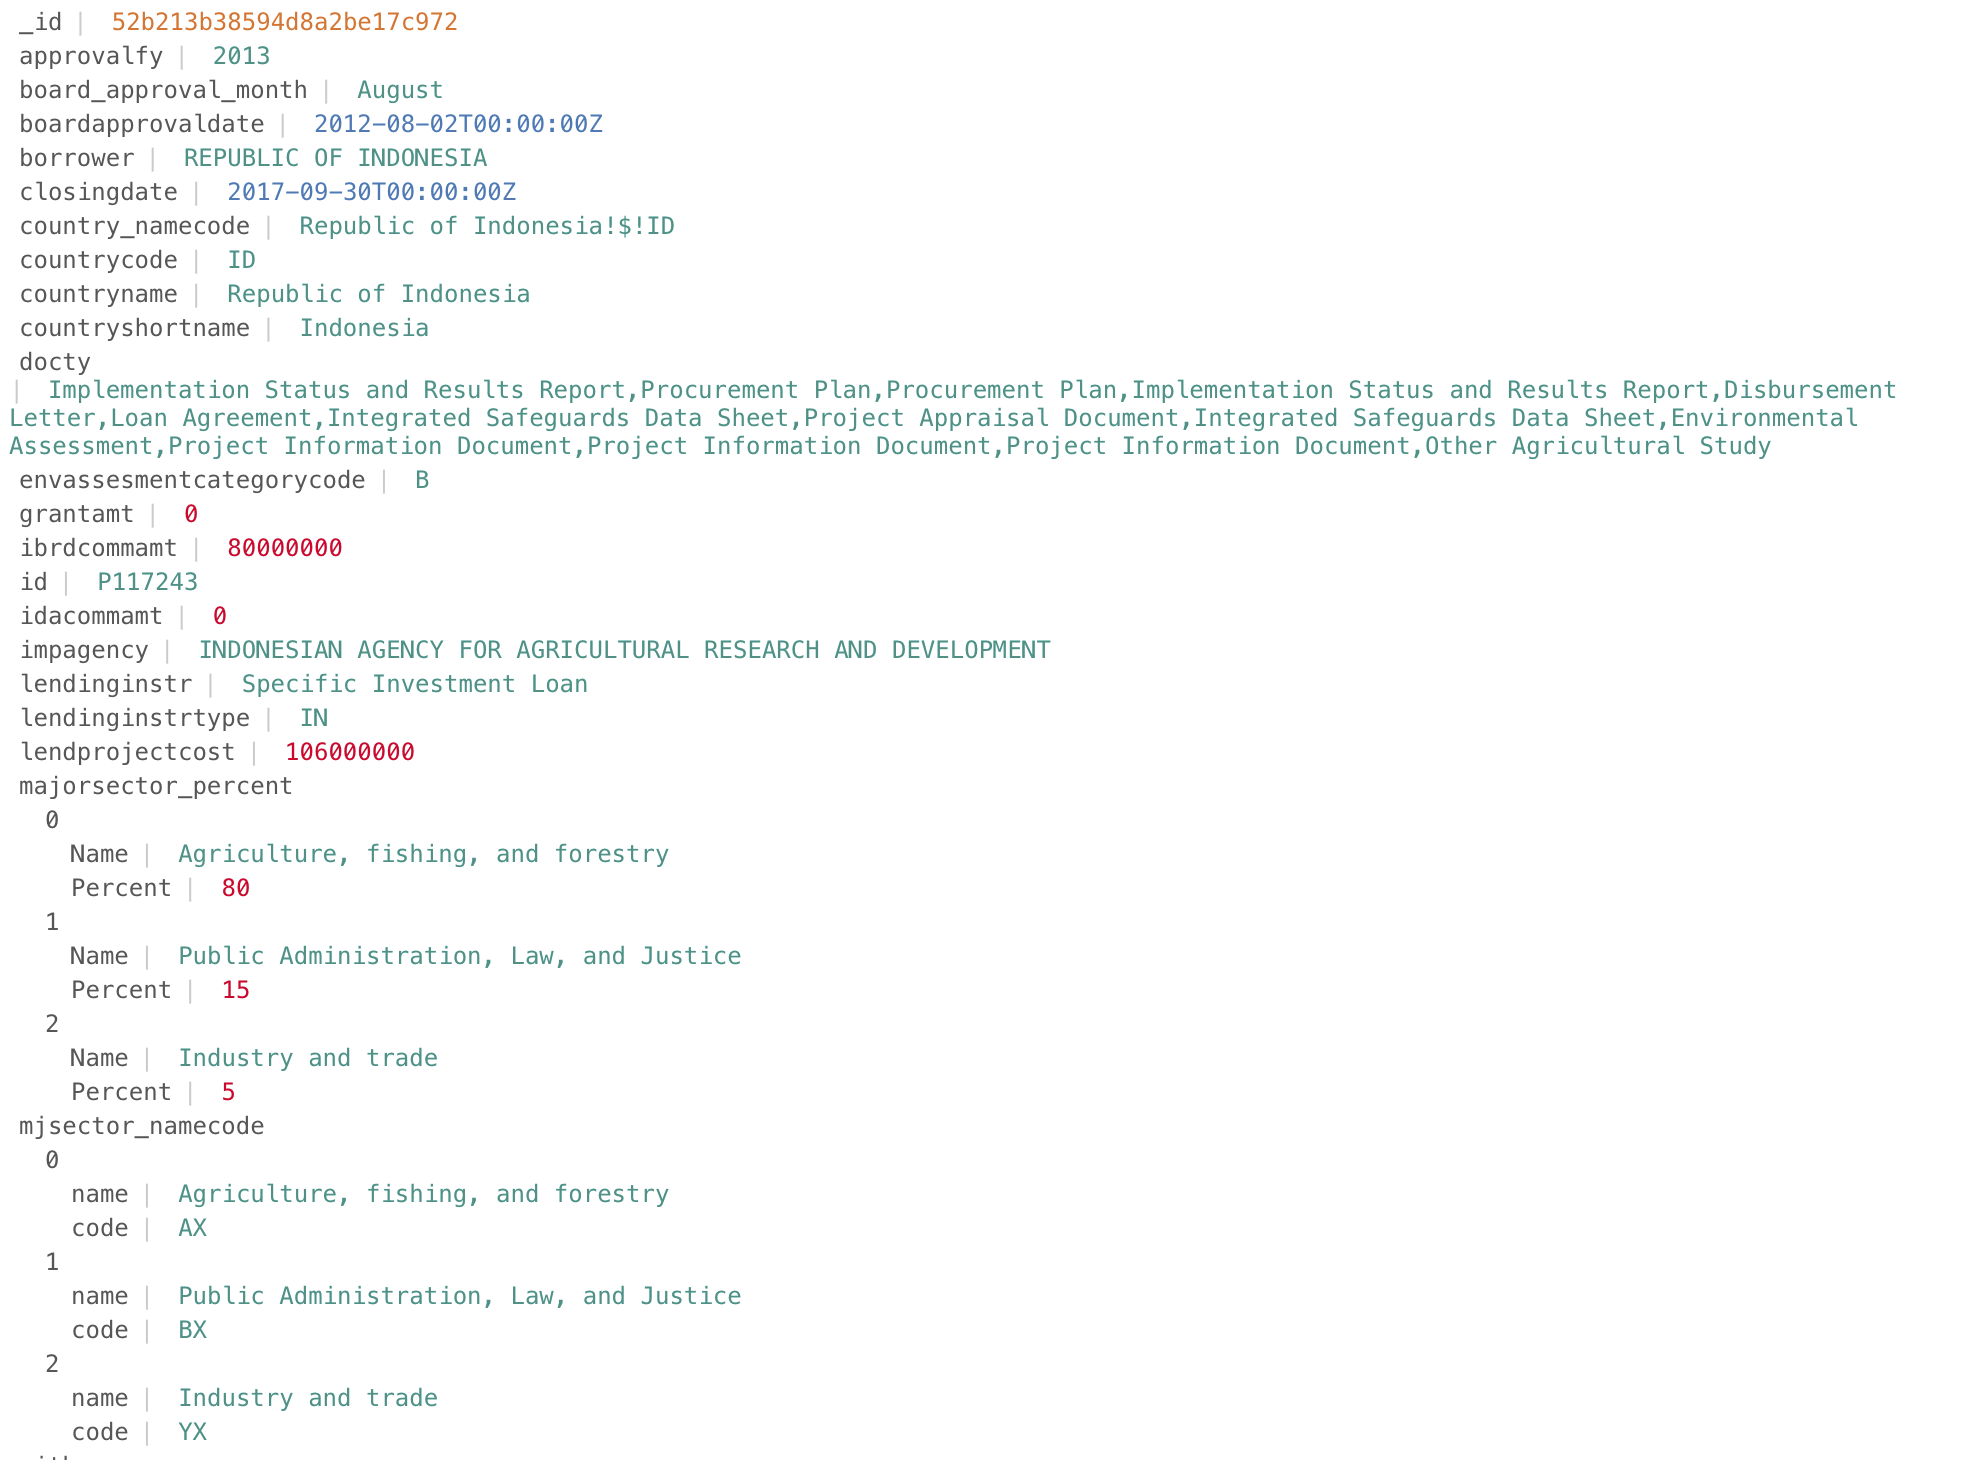 _id | 52b213b38594d8a2be17c972
approvalfy | 2013
board_approval_month | August
boardapprovaldate | 2012-08-02T00:00:00Z
borrower | REPUBLIC OF INDONESIA
closingdate | 2017-09-30T00:00:00Z
country_namecode | Republic of Indonesia!$!ID
countrycode | ID
countryname | Republic of Indonesia
countryshortname | Indonesia
docty
| Implementation Status and Results Report,Procurement Plan,Procurement Plan,Implementation Status and Results Report,Disbursement
Letter,Loan Agreement,Integrated Safeguards Data Sheet,Project Appraisal Document,Integrated Safeguards Data Sheet,Environmental
Assessment,Project Information Document,Project Information Document,Project Information Document,Other Agricultural Study
envassesmentcategorycode | B
grantamt | 0
ibrdcommamt | 80000000
id | P117243
idacommamt | 0
impagency | INDONESIAN AGENCY FOR AGRICULTURAL RESEARCH AND DEVELOPMENT
lendinginstr | Specific Investment Loan
lendinginstrtype | IN
lendprojectcost | 106000000
majorsector_percent
0
Name | Agriculture, fishing, and forestry
Percent | 80
1
Name | Public Administration, Law, and Justice
Percent | 15
2
Name | Industry and trade
Percent | 5
mjsector_namecode
0
name | Agriculture, fishing, and forestry
code | AX
1
name | Public Administration, Law, and Justice
code | BX
2
name | Industry and trade
code | YX